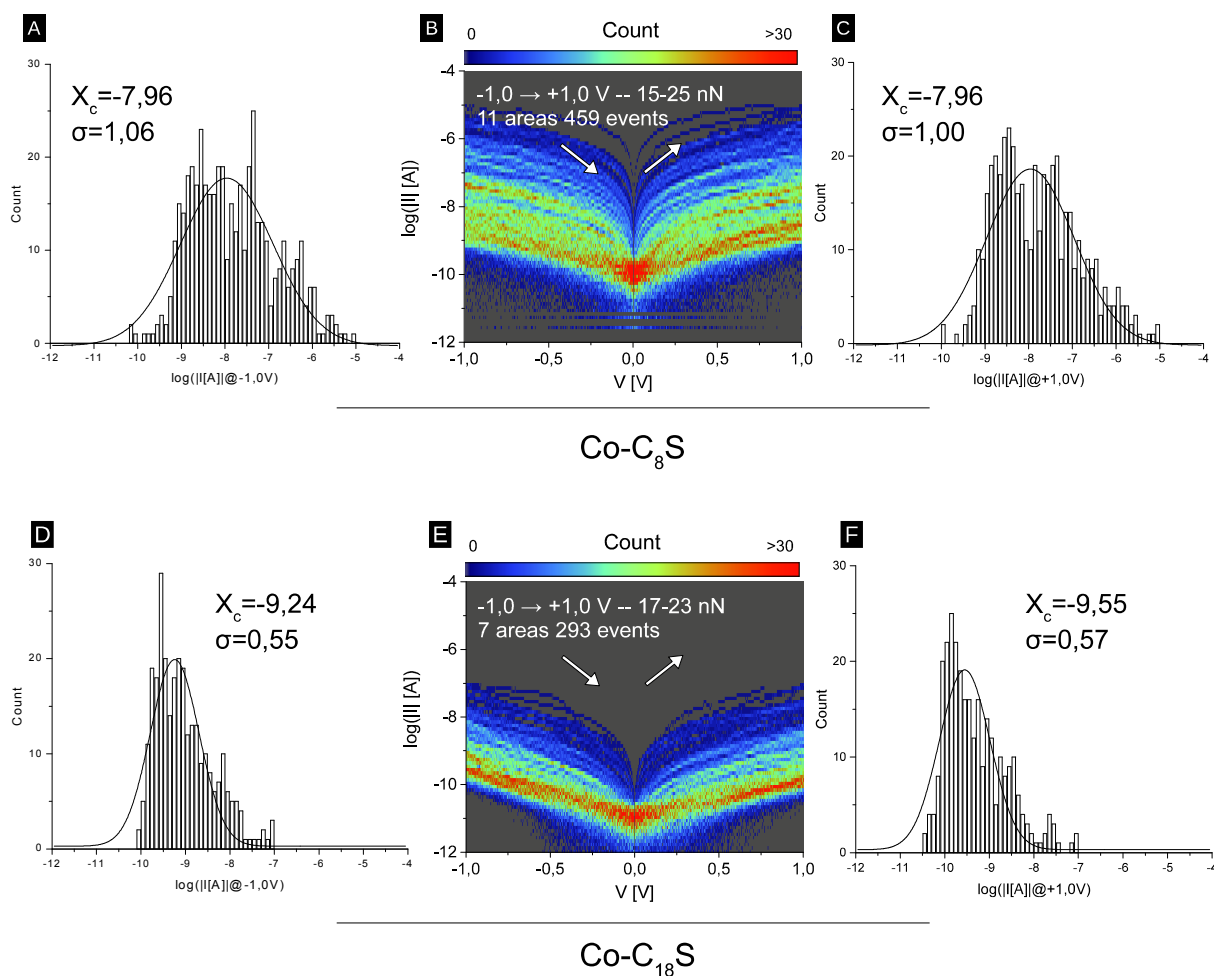 A
X_c=-7,96
σ=1,06
30
20
10
0
Count
-12 -11 -10 -9 -8 -7 -6 -5 -4
log(|I[A]|@-1,0V)
B
Count
0 >30
-1,0 → +1,0 V -- 15-25 nN
11 areas 459 events
-4
-6
-8
-10
-12
log(|I| [A])
-1,0 -0,5 0,0 0,5 1,0
V [V]
C
X_c=-7,96
σ=1,00
30
20
10
0
Count
-12 -11 -10 -9 -8 -7 -6 -5 -4
log(|I[A]|@+1,0V)
Co-C₈S
D
X_c=-9,24
σ=0,55
30
20
10
0
Count
-12 -11 -10 -9 -8 -7 -6 -5 -4
log(|I[A]|@-1,0V)
E
Count
0 >30
-1,0 → +1,0 V -- 17-23 nN
7 areas 293 events
-4
-6
-8
-10
-12
log(|I| [A])
-1,0 -0,5 0,0 0,5 1,0
V [V]
F
X_c=-9,55
σ=0,57
30
20
10
0
Count
-12 -11 -10 -9 -8 -7 -6 -5 -4
log(|I[A]|@+1,0V)
Co-C₁₈S